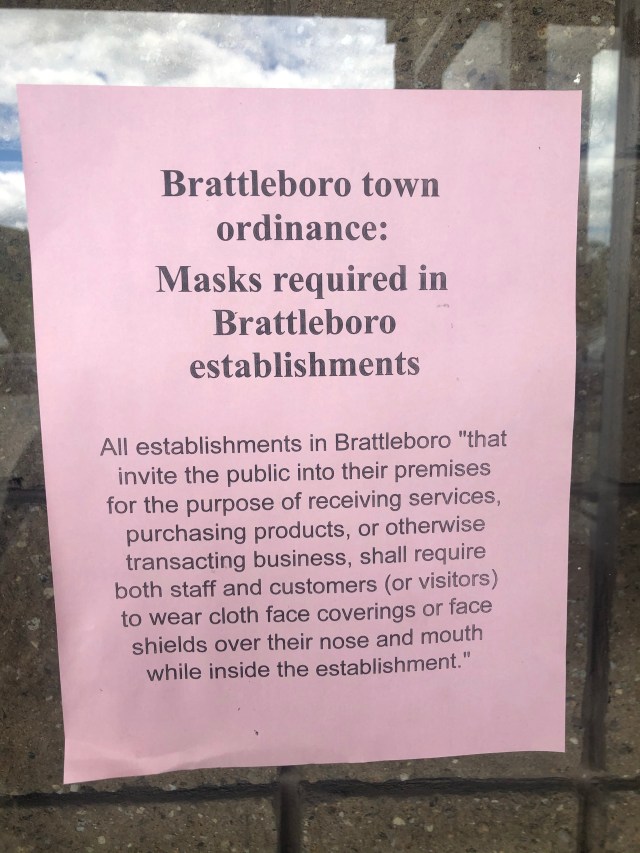 Brattleboro town
ordinance:
Masks required in
Brattleboro
establishments
All establishments in Brattleboro "that
invite the public into their premises
for the purpose of receiving services,
purchasing products, or otherwise
transacting business, shall require
both staff and customers (or visitors)
to wear cloth face coverings or face
shields over their nose and mouth
while inside the establishment."